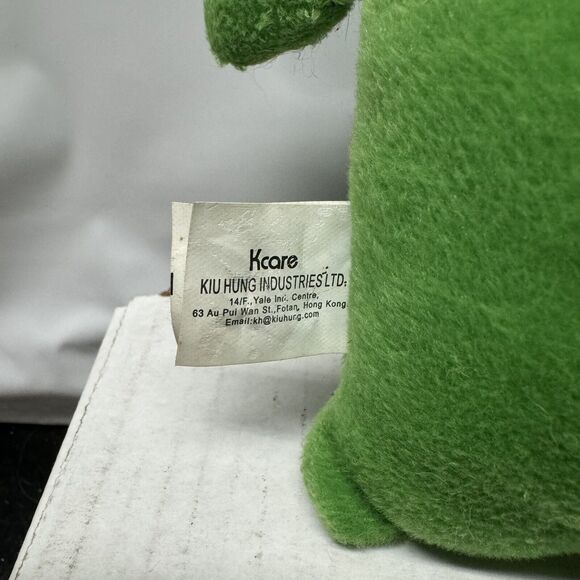 Kcare
KIU HUNG INDUSTRIES LTD.
14/F.,Yale Ind. Centre,
63 Au Pui Wan St.,Fotan, Hong Kong.
Email:kh@kiuhung.com